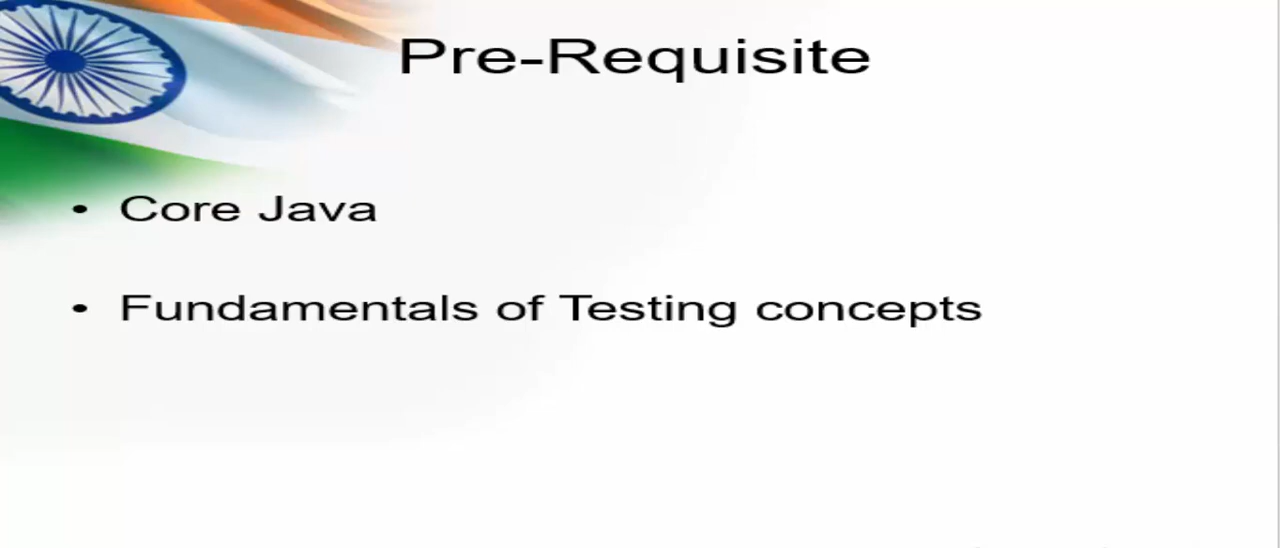 Pre-Requisite
• Core Java
• Fundamentals of Testing concepts